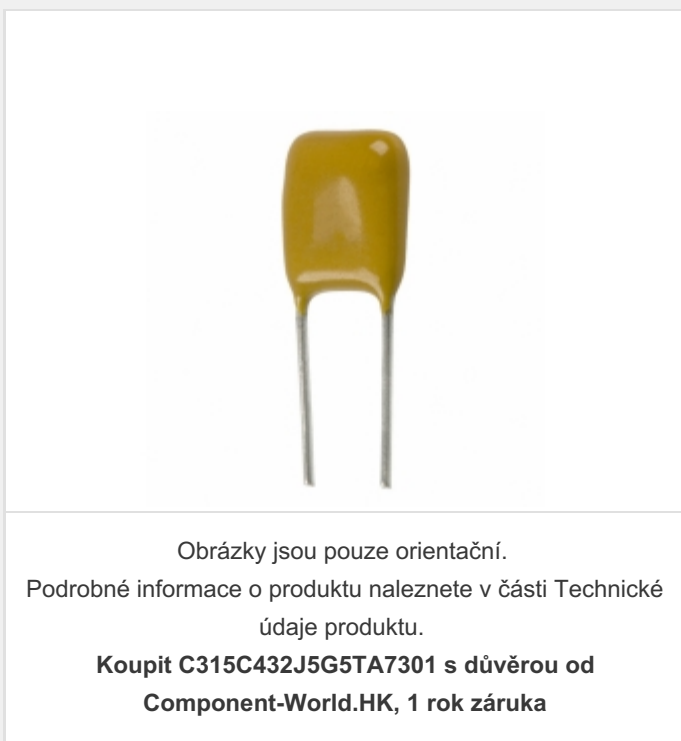 Obrázky jsou pouze orientační.
Podrobné informace o produktu naleznete v části Technické
údaje produktu.
Koupit C315C432J5G5TA7301 s důvěrou od
Component-World.HK, 1 rok záruka